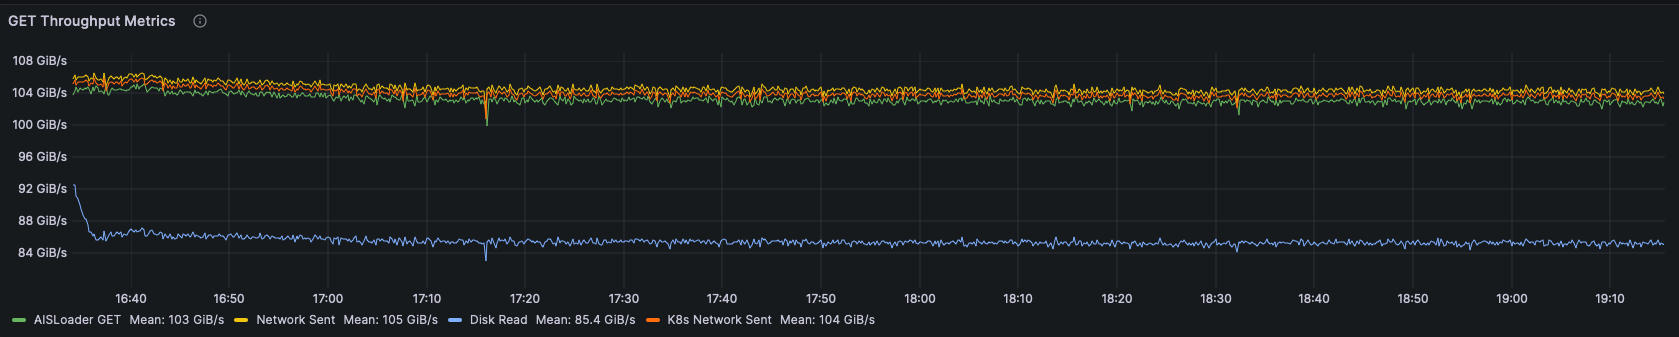 GET Throughput Metrics
108 GiB/s
104 GiB/s
100 GiB/s
96 GiB/s
92 GiB/s
88 GiB/s
84 GiB/s
16:40 16:50 17:00 17:10 17:20 17:30 17:40 17:50 18:00 18:10 18:20 18:30 18:40 18:50 19:00 19:10
AISLoader GET Mean: 103 GiB/s Network Sent Mean: 105 GiB/s Disk Read Mean: 85.4 GiB/s K8s Network Sent Mean: 104 GiB/s